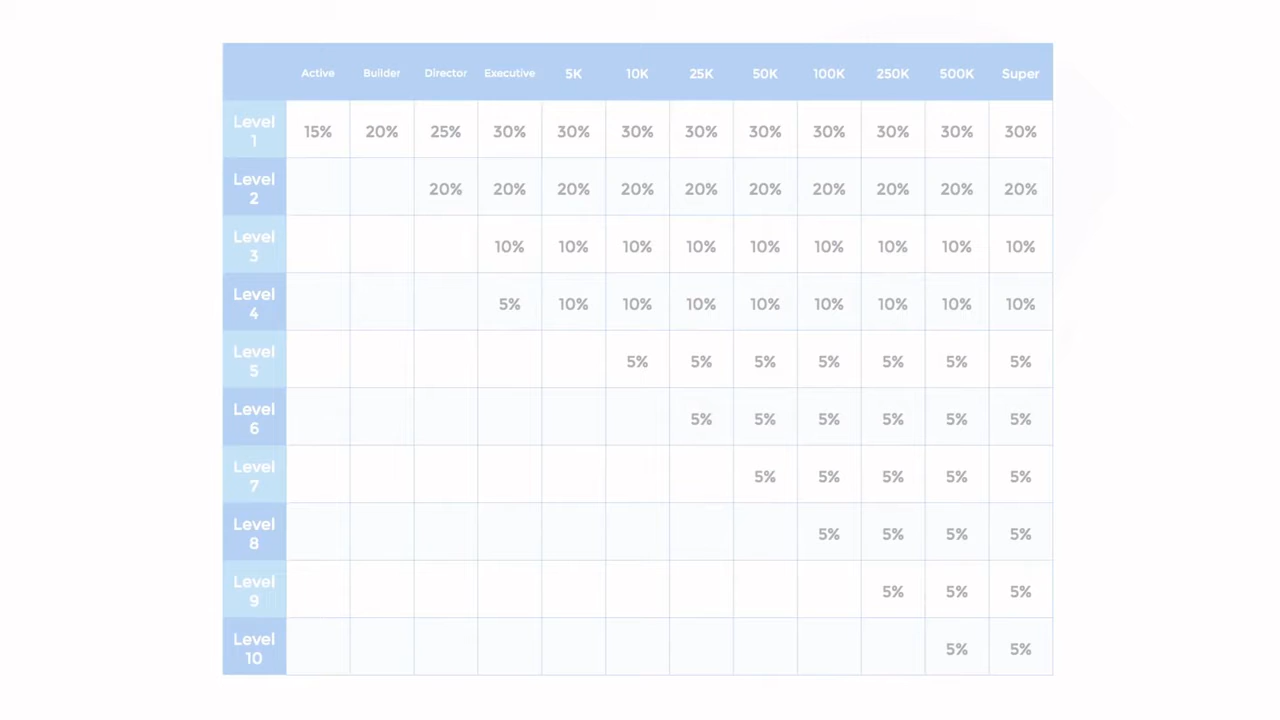 Active Builder Director Executive 5K 10K 25K 50K 100K 250K 500K Super
Level 1 15% 20% 25% 30% 30% 30% 30% 30% 30% 30% 30% 30%
Level 2 20% 20% 20% 20% 20% 20% 20% 20% 20% 20%
Level 3 10% 10% 10% 10% 10% 10% 10% 10% 10%
Level 4 5% 10% 10% 10% 10% 10% 10% 10% 10%
Level 5 5% 5% 5% 5% 5% 5% 5%
Level 6 5% 5% 5% 5% 5% 5%
Level 7 5% 5% 5% 5% 5%
Level 8 5% 5% 5% 5%
Level 9 5% 5% 5%
Level 10 5% 5%